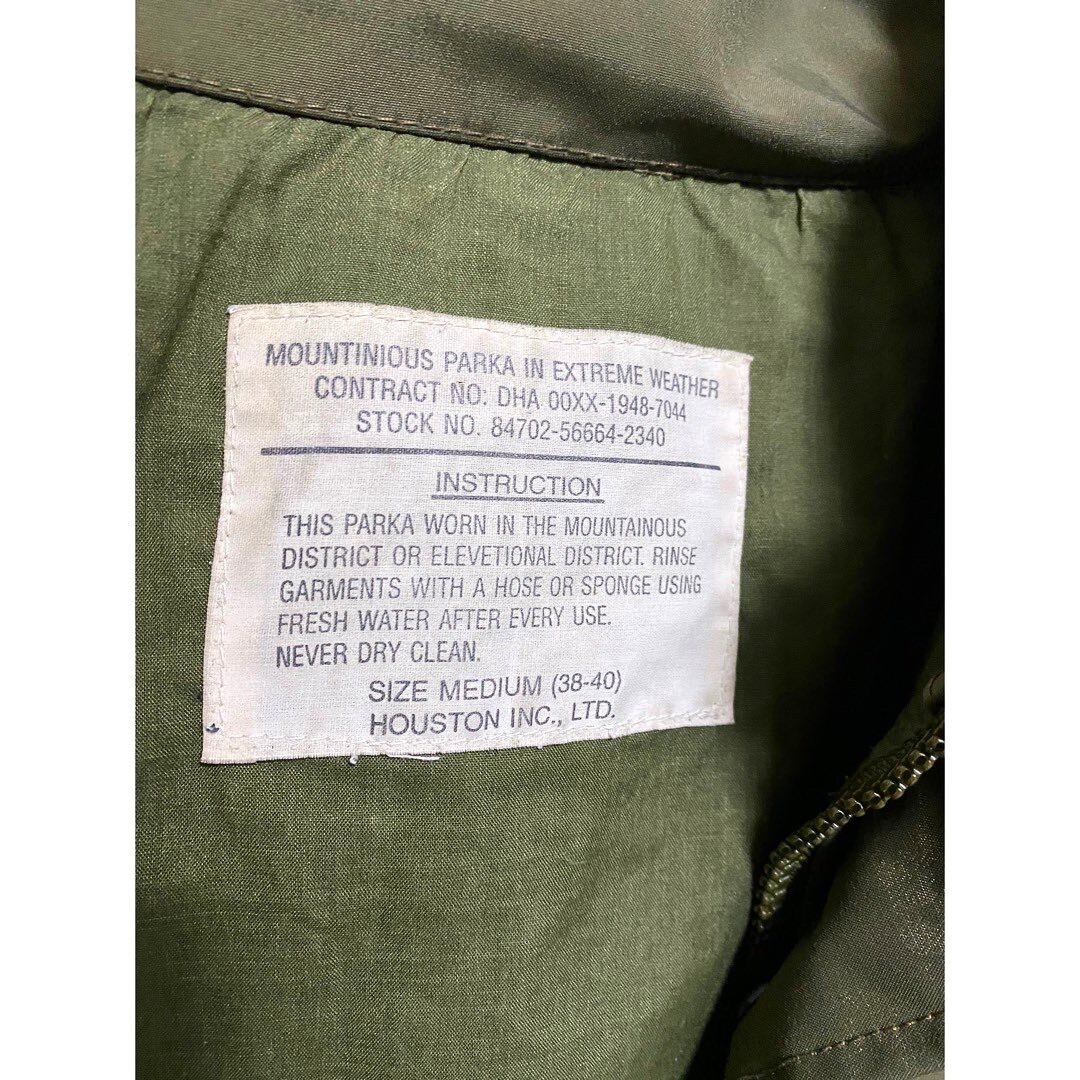 MOUNTINIOUS PARKA IN EXTREME WEATHER
CONTRACT NO: DHA 00XX-1948-7044
STOCK NO. 84702-56664-2340
INSTRUCTION
THIS PARKA WORN IN THE MOUNTAINOUS
DISTRICT OR ELEVETIONAL DISTRICT. RINSE
GARMENTS WITH A HOSE OR SPONGE USING
FRESH WATER AFTER EVERY USE.
NEVER DRY CLEAN.
SIZE MEDIUM (38-40)
HOUSTON INC., LTD.